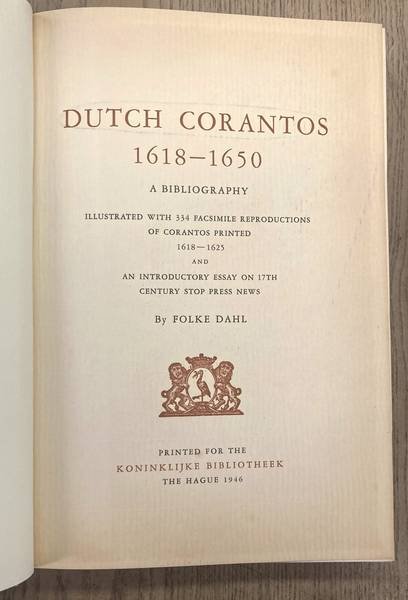 DUTCH CORANTOS
1618—1650
A BIBLIOGRAPHY
ILLUSTRATED WITH 334 FACSIMILE REPRODUCTIONS
OF CORANTOS PRINTED
1618—1625
AND
AN INTRODUCTORY ESSAY ON 17TH
CENTURY STOP PRESS NEWS
By FOLKE DAHL
PRINTED FOR THE
KONINKLIJKE BIBLIOTHEEK
THE HAGUE 1946